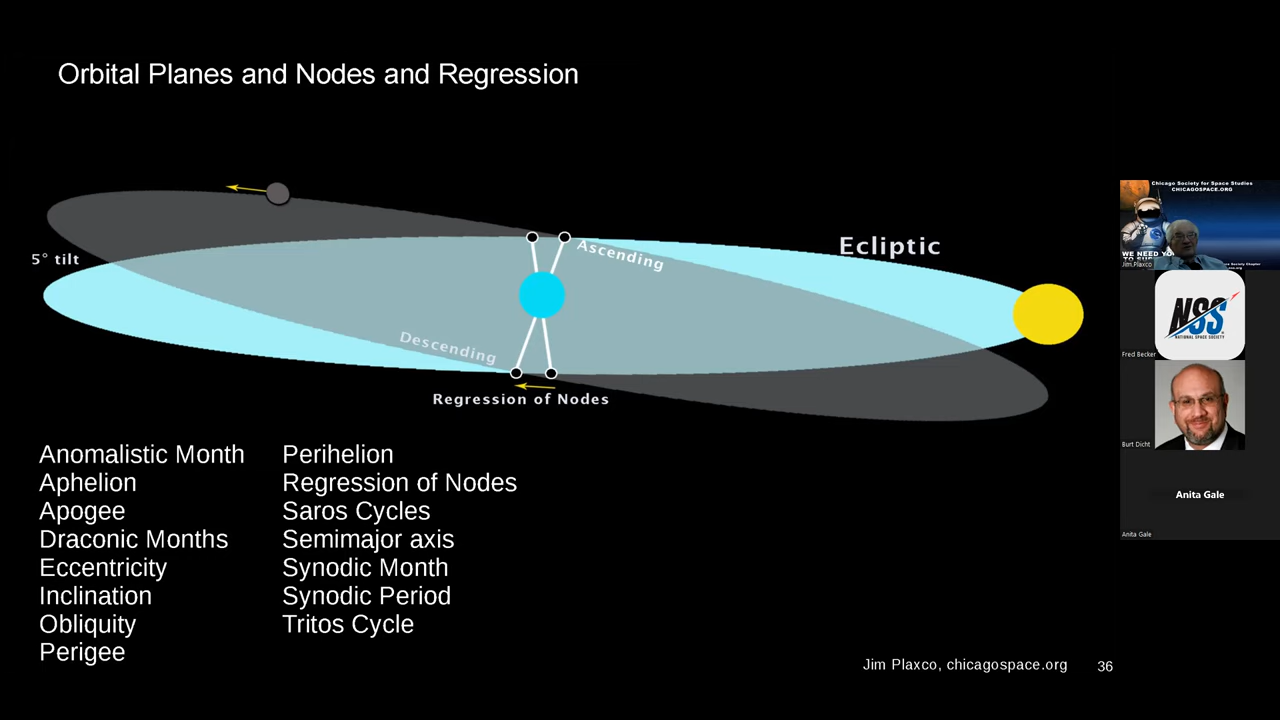 Orbital Planes and Nodes and Regression
Ecliptic
Ascending
5° tilt
Descending
Regression of Nodes
Anomalistic Month
Aphelion
Apogee
Draconic Months
Eccentricity
Inclination
Obliquity
Perigee
Perihelion
Regression of Nodes
Saros Cycles
Semimajor axis
Synodic Month
Synodic Period
Tritos Cycle
Jim Plaxco, chicagospace.org
36
Chicago Society for Space Studies
CHICAGOSPACE.ORG
WE NEED YO
Jim Plaxco
Society Chapter
NSS
NATIONAL SPACE SOCIETY
Fred Becker
Burt Dicht
Anita Gale
Anita Gale